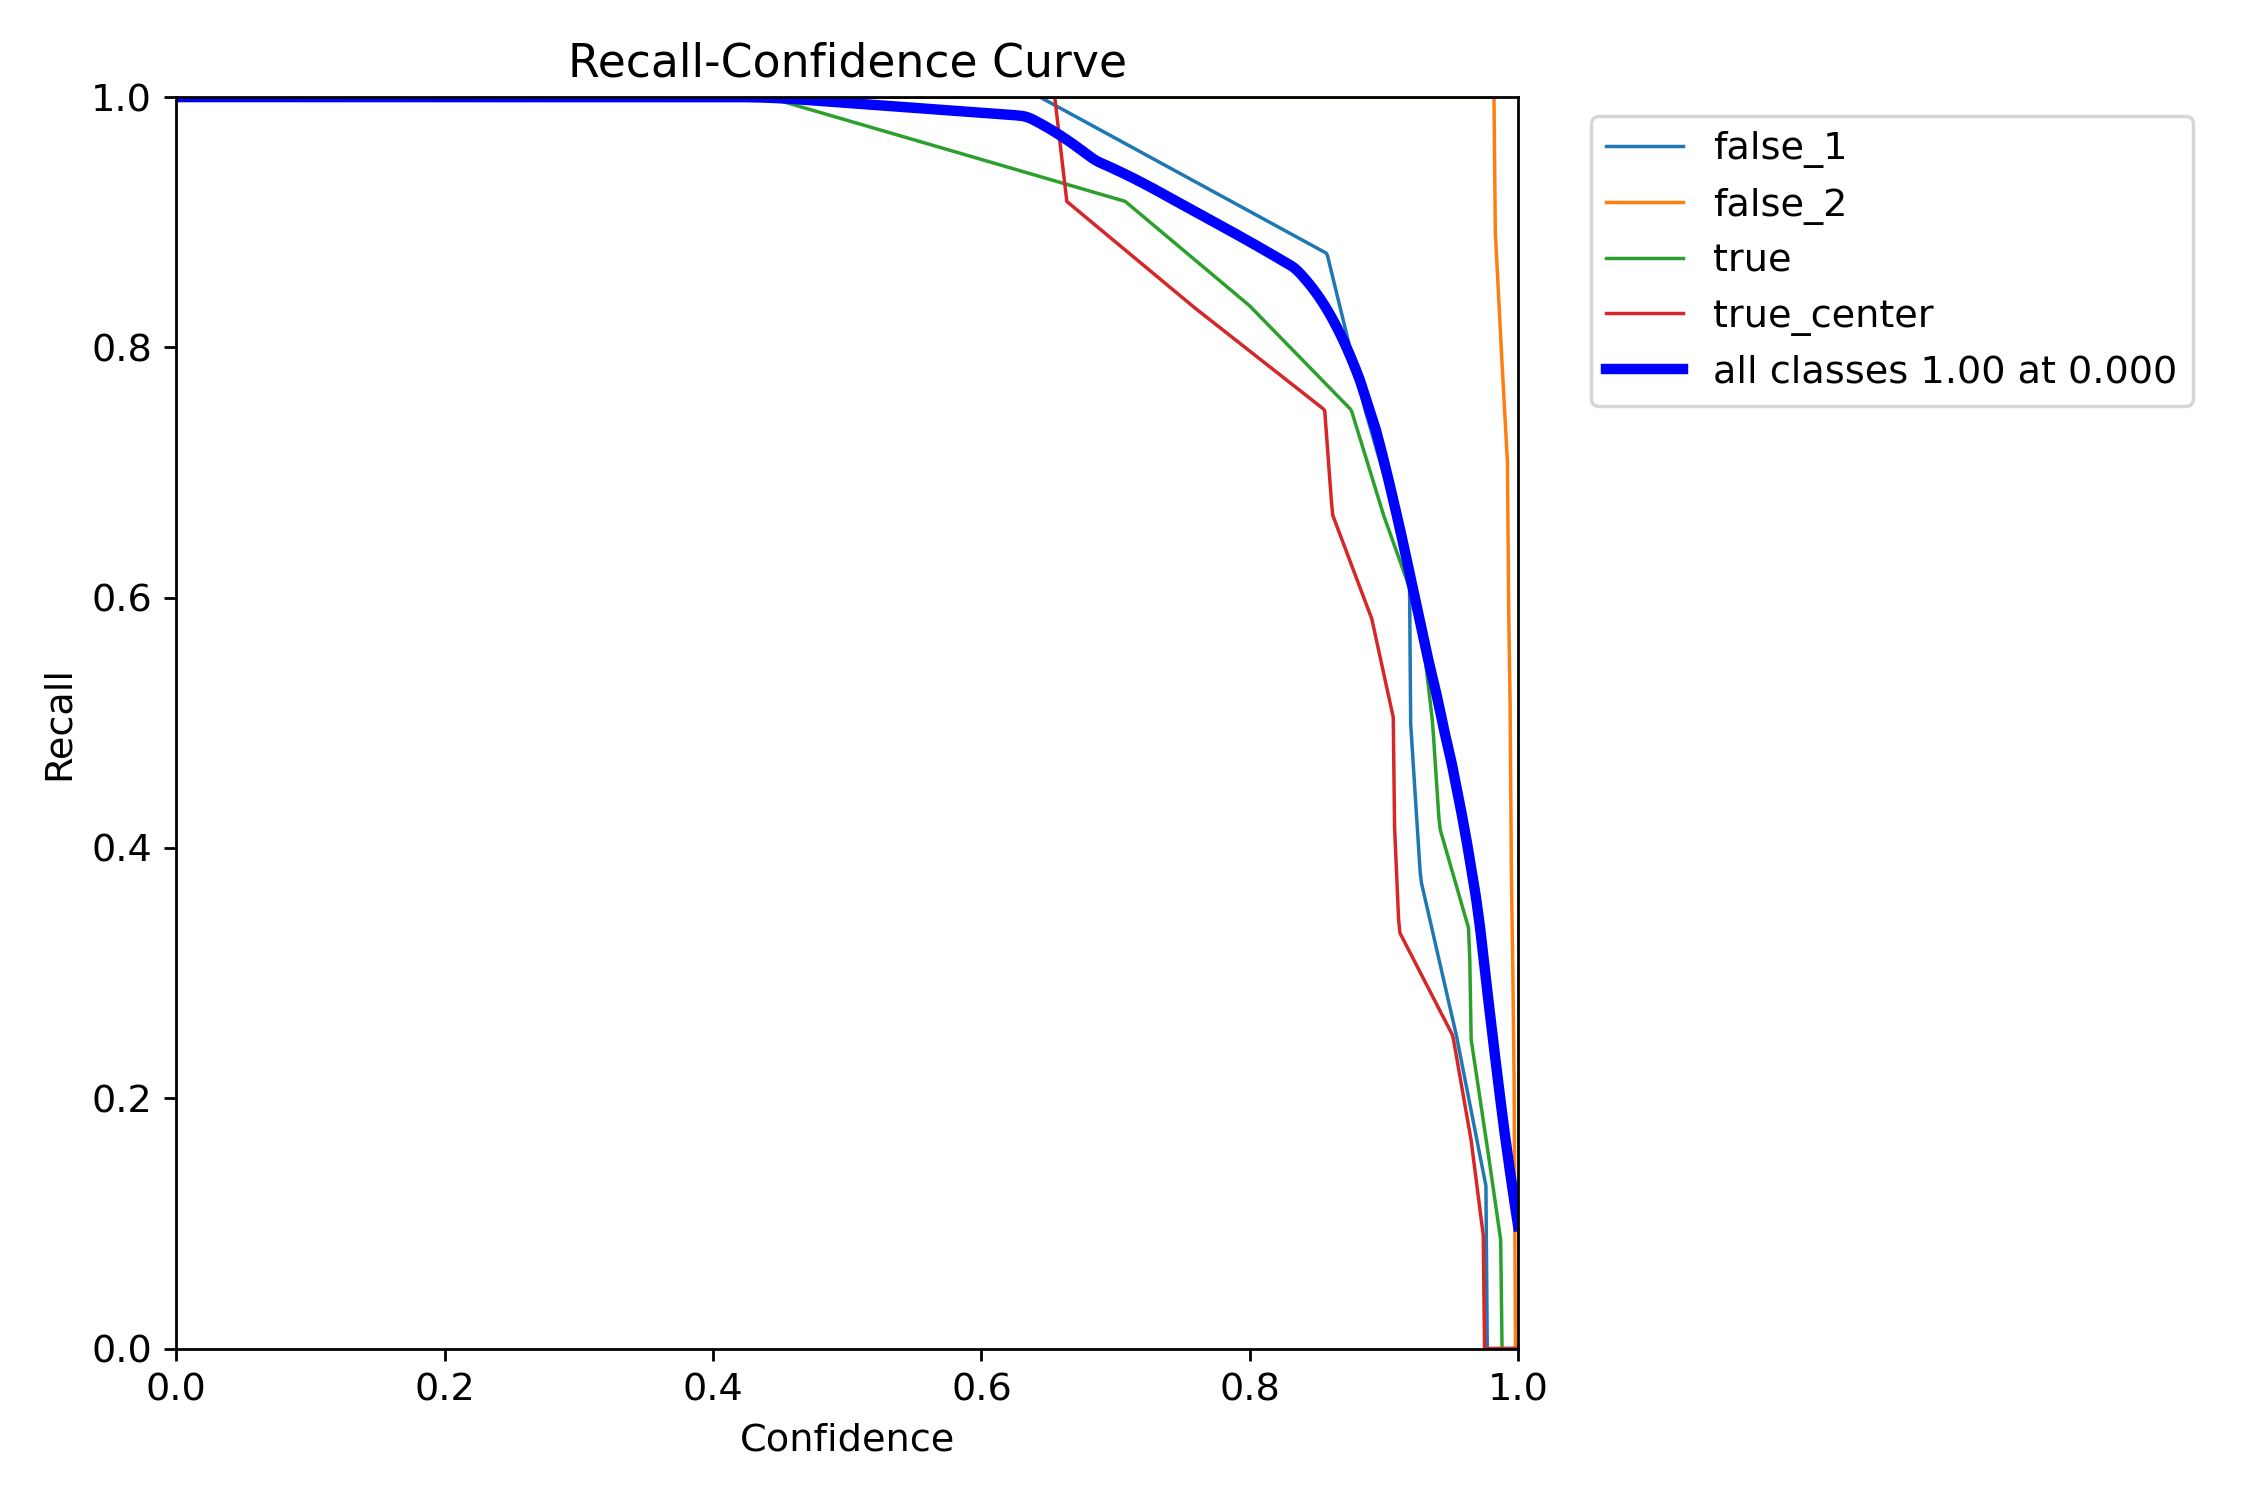 Recall-Confidence Curve
1.0
0.8
0.6
0.4
0.2
0.0
Recall
0.0 0.2 0.4 0.6 0.8 1.0
Confidence
false_1
false_2
true
true_center
all classes 1.00 at 0.000